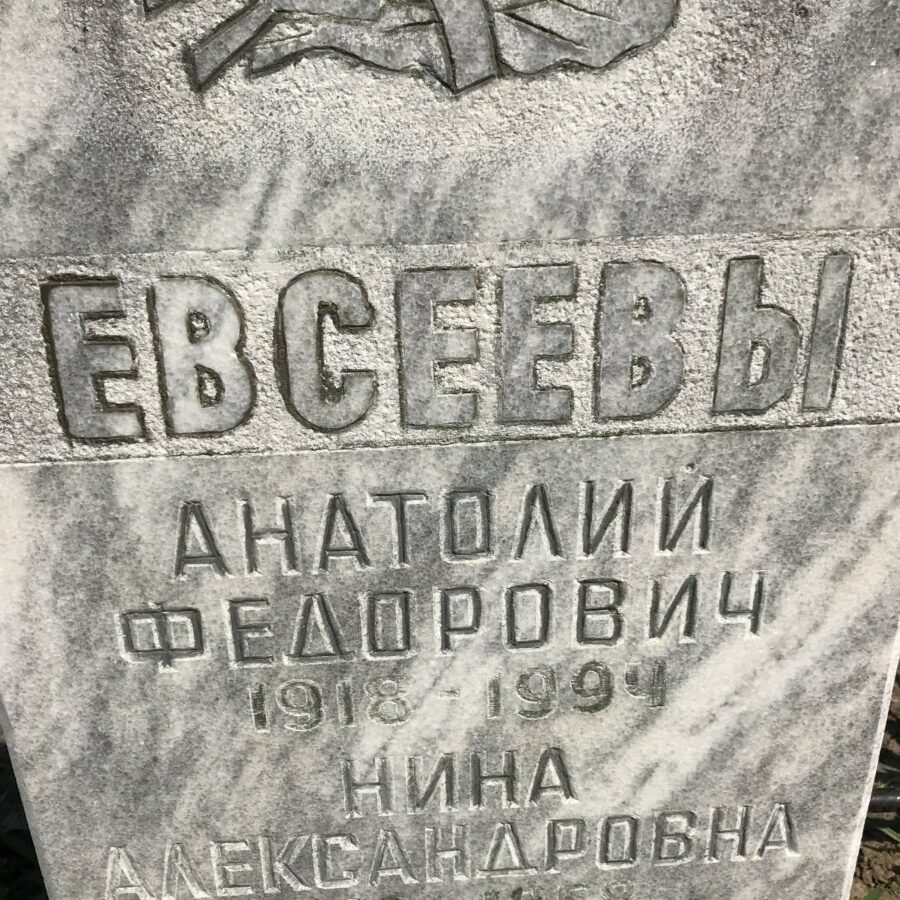 ЕВСЕЕВЫ
АНАТОЛИЙ
ФЕДОРОВИЧ
1918 - 1994
НИНА
АЛЕКСАНДРОВНА